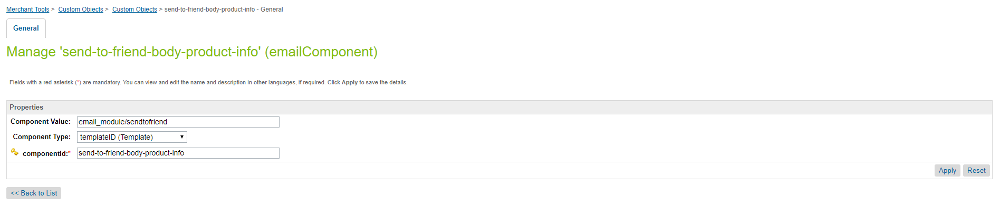 Merchant Tools > Custom Objects > Custom Objects > send-to-friend-body-product-info - General
General
Manage 'send-to-friend-body-product-info' (emailComponent)
Fields with a red asterisk (*) are mandatory. You can view and edit the name and description in other languages, if required. Click Apply to save the details.
Properties
Component Value: email_module/sendtofriend
Component Type: templateID (Template)
componentId:* send-to-friend-body-product-info
Apply Reset
<< Back to List